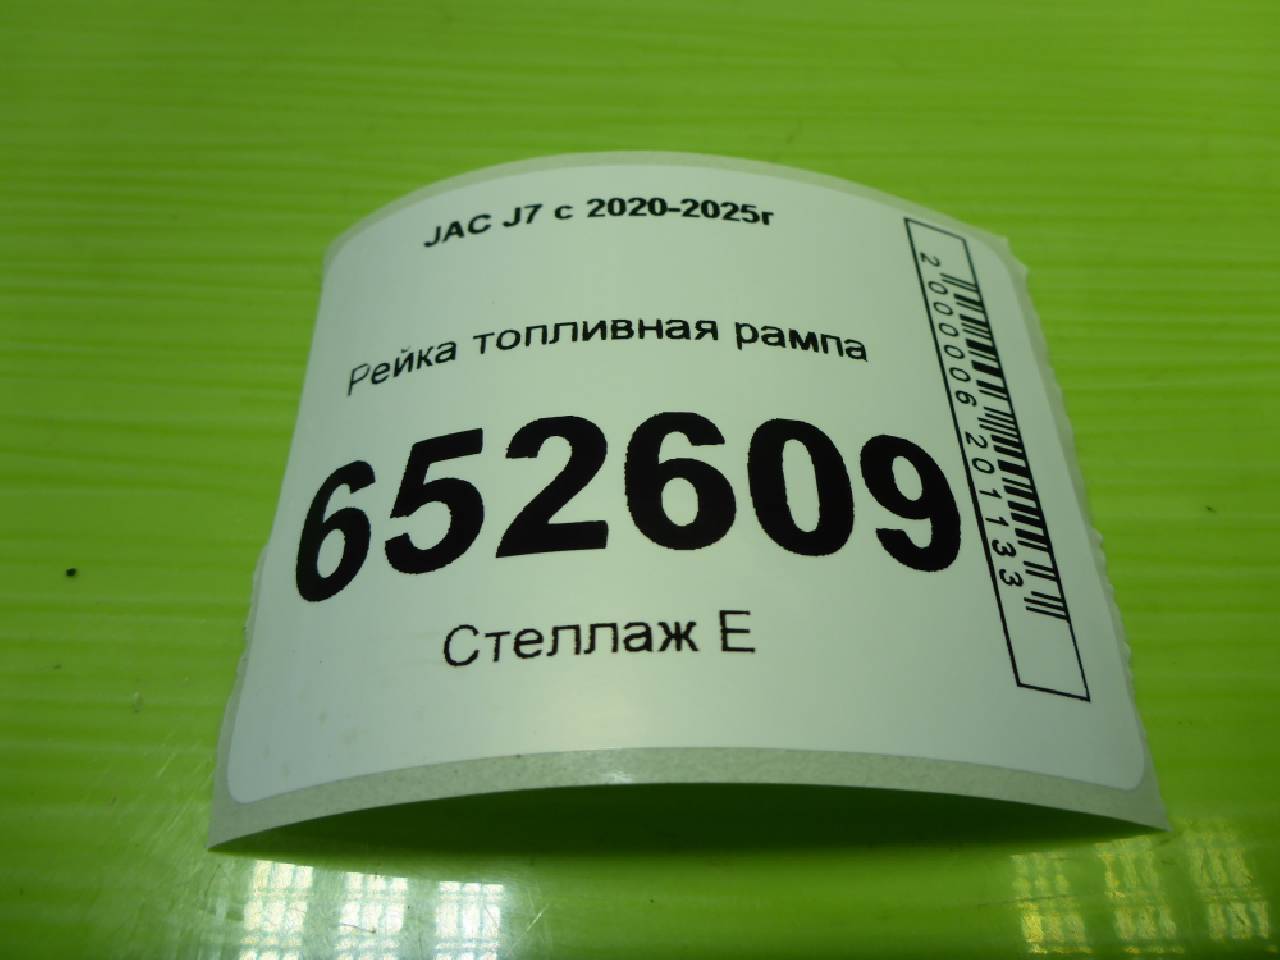 JAC J7 с 2020-2025г
Рейка топливная рампа
652609
Стеллаж Е
2000006201133